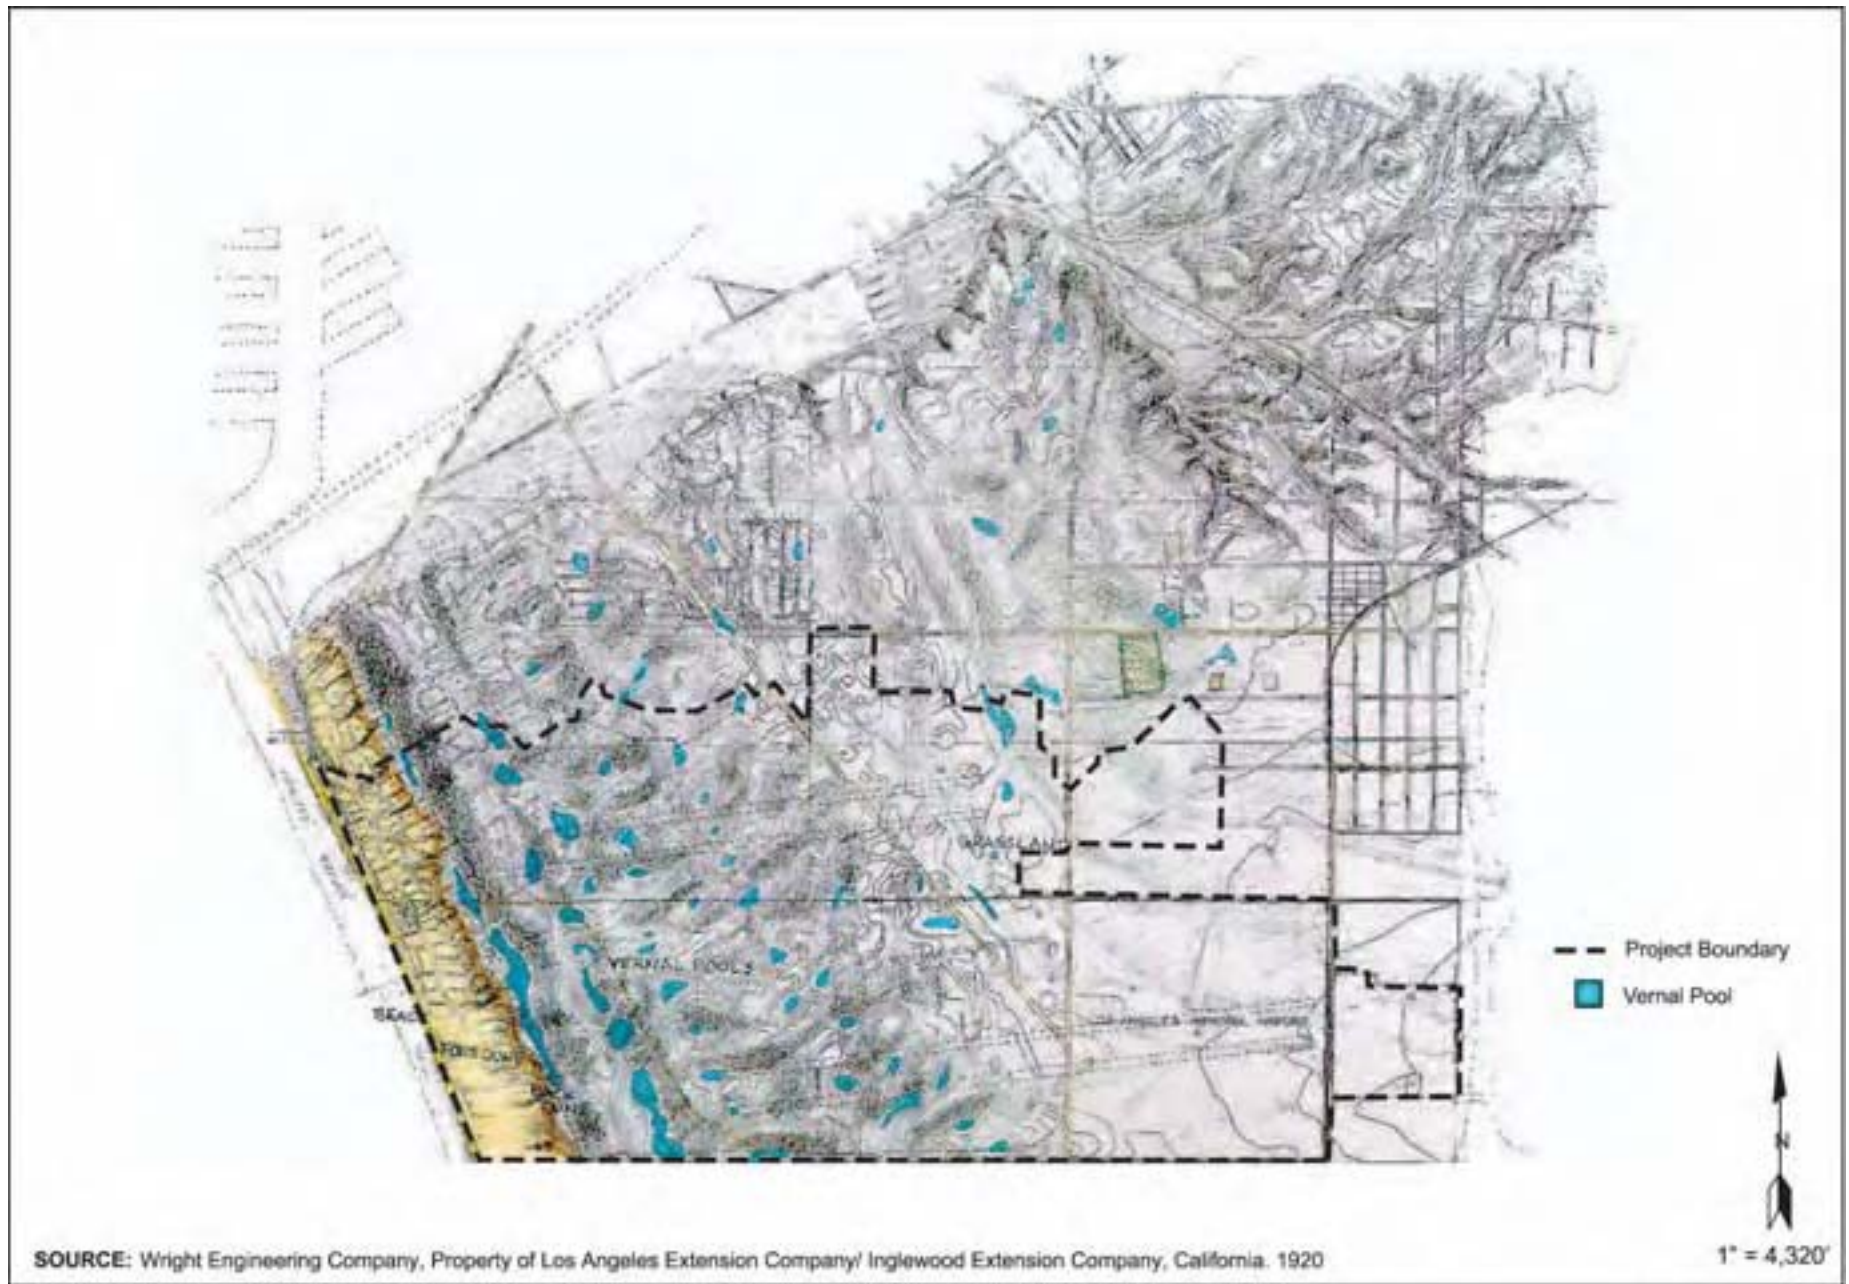 GRASSLAND
VERNAL POOLS
Project Boundary
Vernal Pool
N
1" = 4,320'
SOURCE: Wright Engineering Company, Property of Los Angeles Extension Company/ Inglewood Extension Company, California. 1920